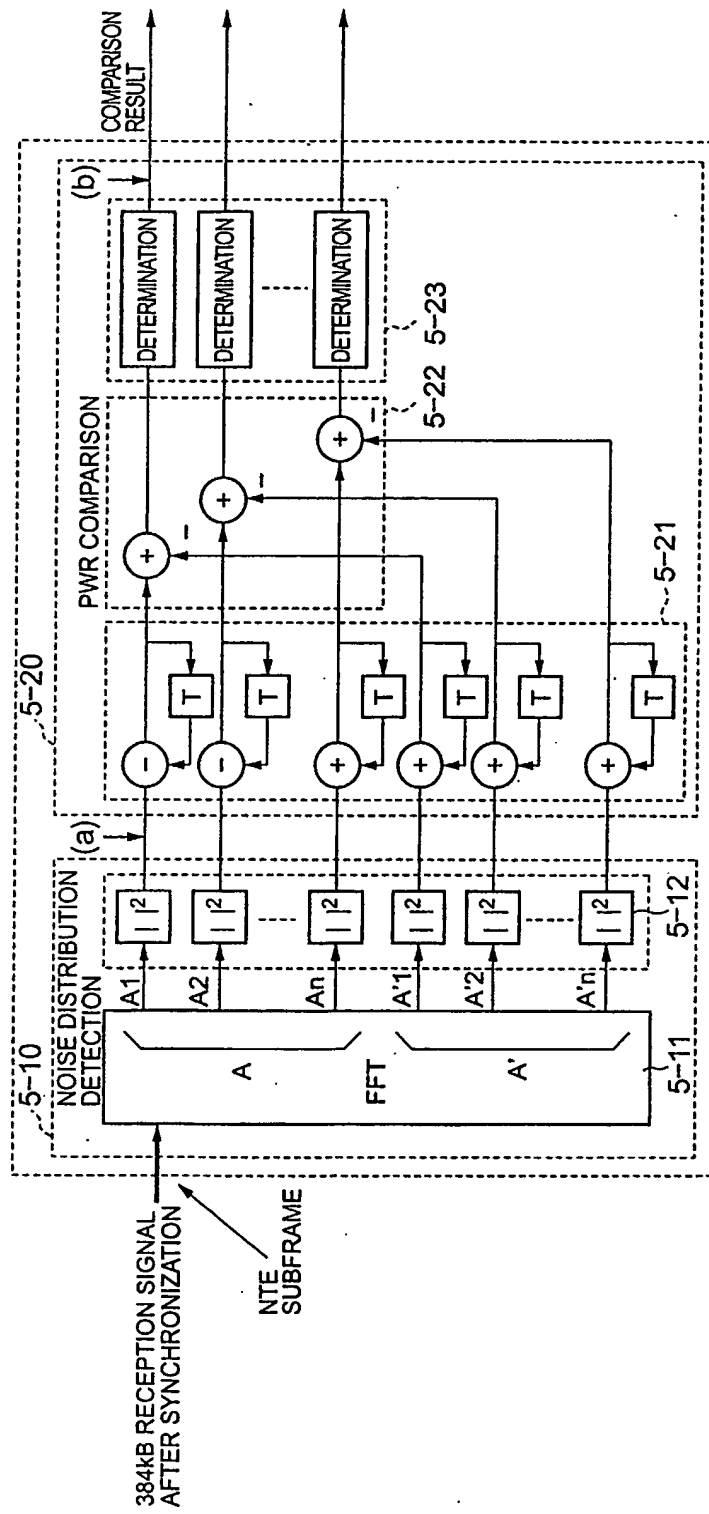 384kB RECEPTION SIGNAL
AFTER SYNCHRONIZATION
NTE
SUBFRAME
5-10
NOISE DISTRIBUTION
DETECTION
A
FFT
A'
5-11
A1
A2
An
A'1
A'2
A'n
| |²
| |²
| |²
| |²
| |²
| |²
5-12
(a)
5-20
−
−
+
+
+
+
T
T
T
T
T
T
5-21
PWR COMPARISON
+
−
+
−
+
−
5-22
DETERMINATION
DETERMINATION
DETERMINATION
5-23
(b)
COMPARISON
RESULT